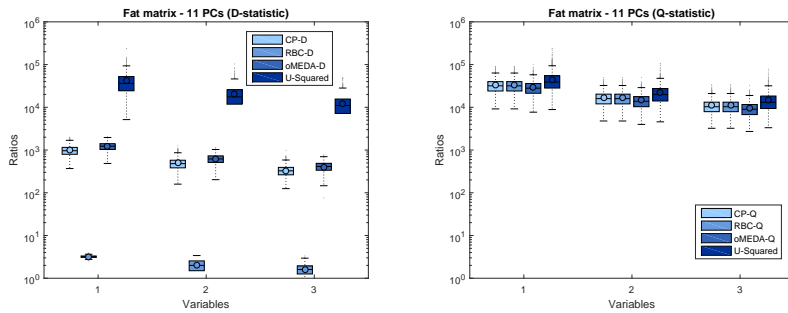 Fat matrix - 11 PCs (D-statistic)
10^6
10^5
10^4
10^3
10^2
10^1
10^0
Ratios
CP-D
RBC-D
oMEDA-D
U-Squared
1 2 3
Variables
Fat matrix - 11 PCs (Q-statistic)
10^6
10^5
10^4
10^3
10^2
10^1
10^0
Ratios
CP-Q
RBC-Q
oMEDA-Q
U-Squared
1 2 3
Variables